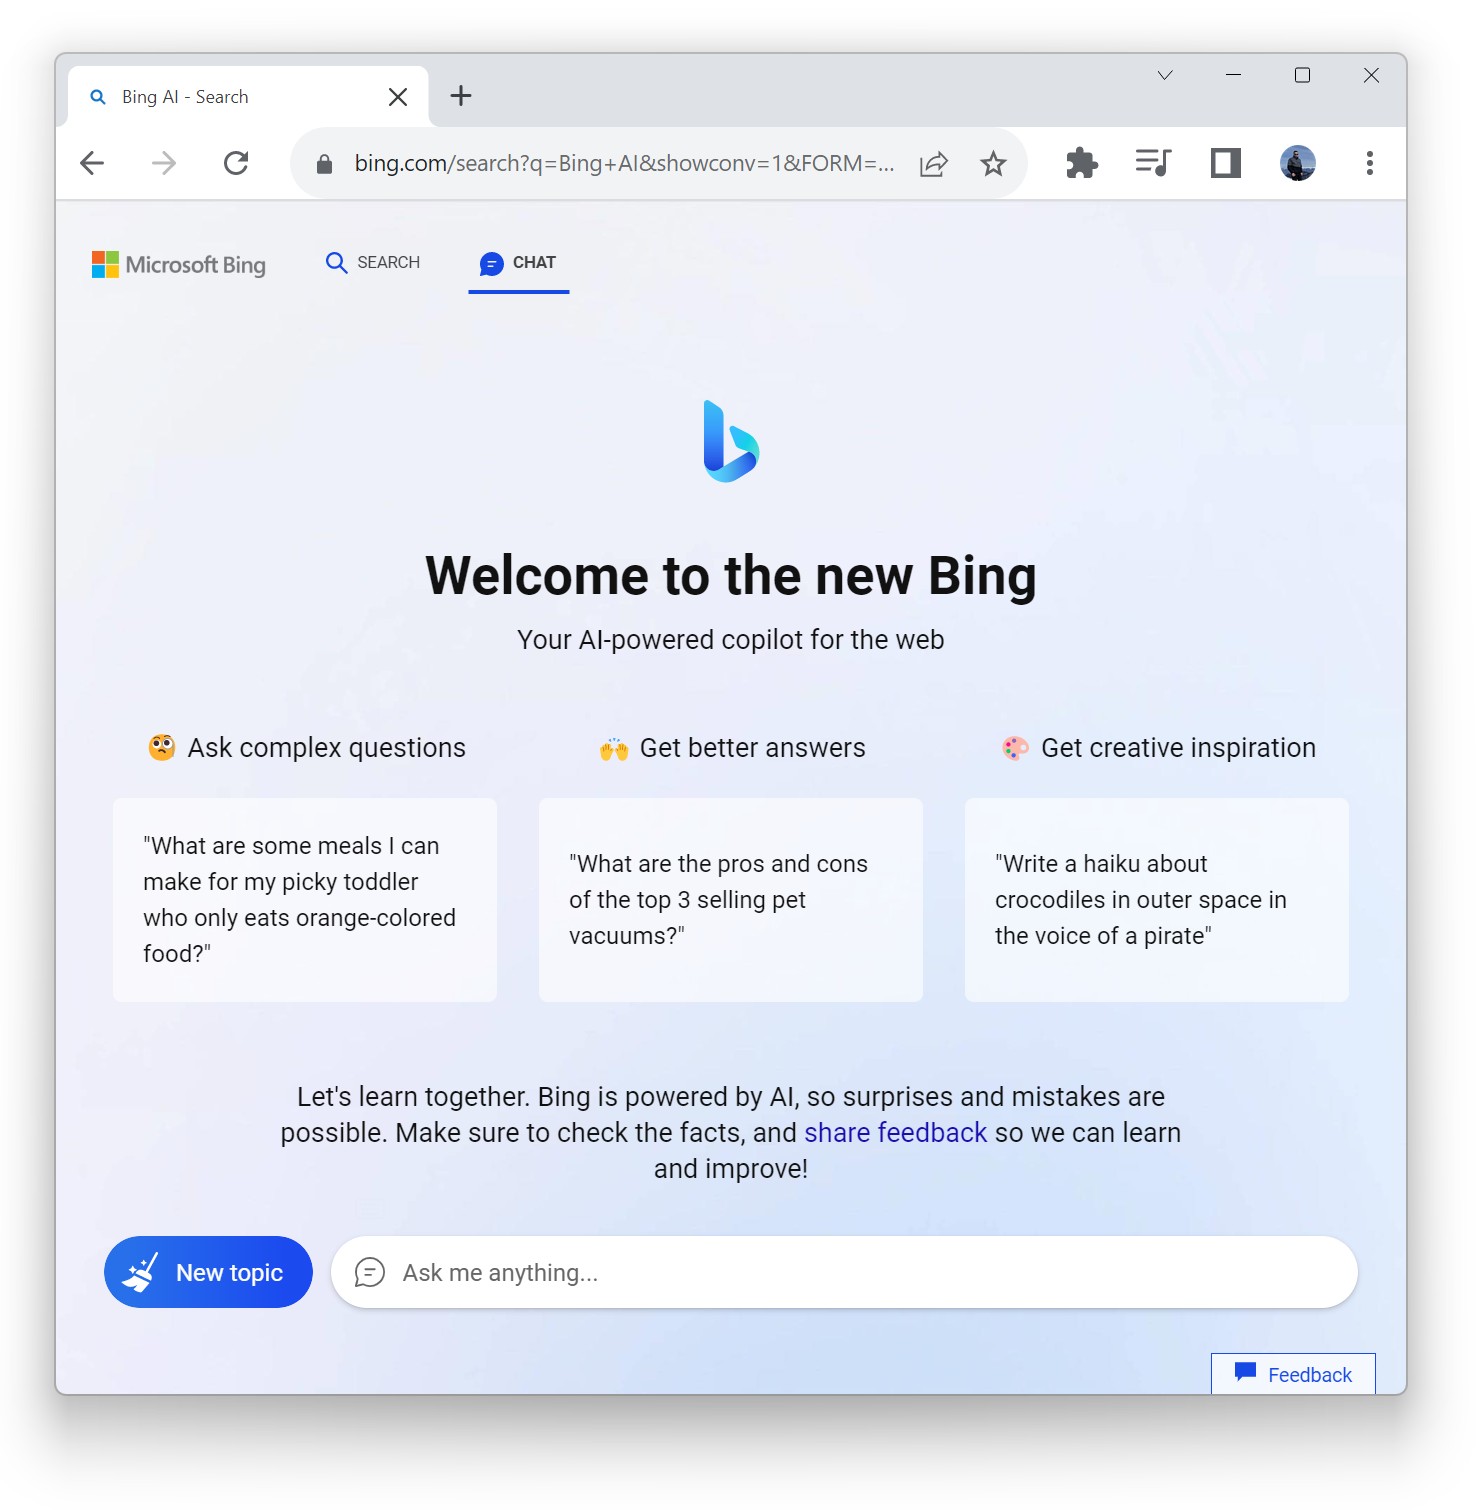 Bing AI - Search
bing.com/search?q=Bing+AI&showconv=1&FORM=...
Microsoft Bing
SEARCH
CHAT
Welcome to the new Bing
Your AI-powered copilot for the web
Ask complex questions
"What are some meals I can
make for my picky toddler
who only eats orange-colored
food?"
Get better answers
"What are the pros and cons
of the top 3 selling pet
vacuums?"
Get creative inspiration
"Write a haiku about
crocodiles in outer space in
the voice of a pirate"
Let's learn together. Bing is powered by AI, so surprises and mistakes are
possible. Make sure to check the facts, and share feedback so we can learn
and improve!
New topic
Ask me anything...
Feedback